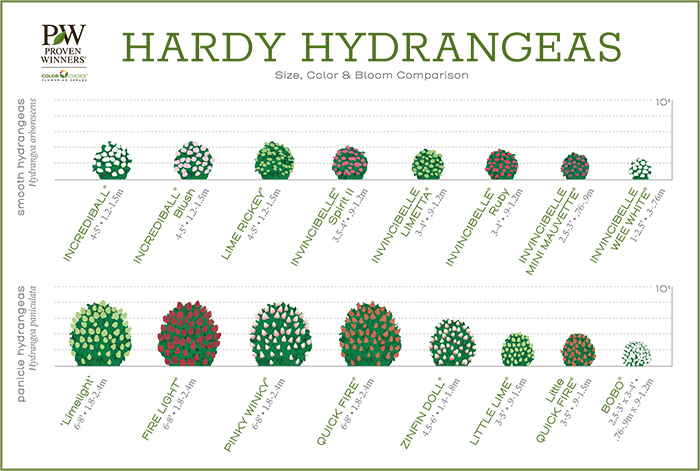 PW
PROVEN
WINNERS®
COLOR CHOICE®
FLOWERING SHRUBS
HARDY HYDRANGEAS
Size, Color & Bloom Comparison
smooth hydrangeas
Hydrangea arborescens
10'
INCREDIBALL®
4-5' • 1.2-1.5m
INCREDIBALL®
Blush
4-5' • 1.2-1.5m
LIME RICKEY®
4-5' • 1.2-1.5m
INVINCIBELLE®
Spirit II
3.5-4' • .9-1.2m
INVINCIBELLE
LIMETTA®
3-4' • .9-1.2m
INVINCIBELLE®
Ruby
3-4' • .9-1.2m
INVINCIBELLE
MINI MAUVETTE®
2.5-3' • .76-.9m
INVINCIBELLE
WEE WHITE®
1-2.5' • .3-.76m
panicle hydrangeas
Hydrangea paniculata
10'
'Limelight'
6-8' • 1.8-2.4m
FIRE LIGHT®
6-8' • 1.8-2.4m
PINKY WINKY®
6-8' • 1.8-2.4m
QUICK FIRE®
6-8' • 1.8-2.4m
ZINFIN DOLL®
4.5-6' • 1.4-1.8m
LITTLE LIME®
3-5' • .9-1.5m
Little
QUICK FIRE®
3-5' • .9-1.5m
BOBO®
2.5-3' x 3-4' •
.76-.9m x .9-1.2m